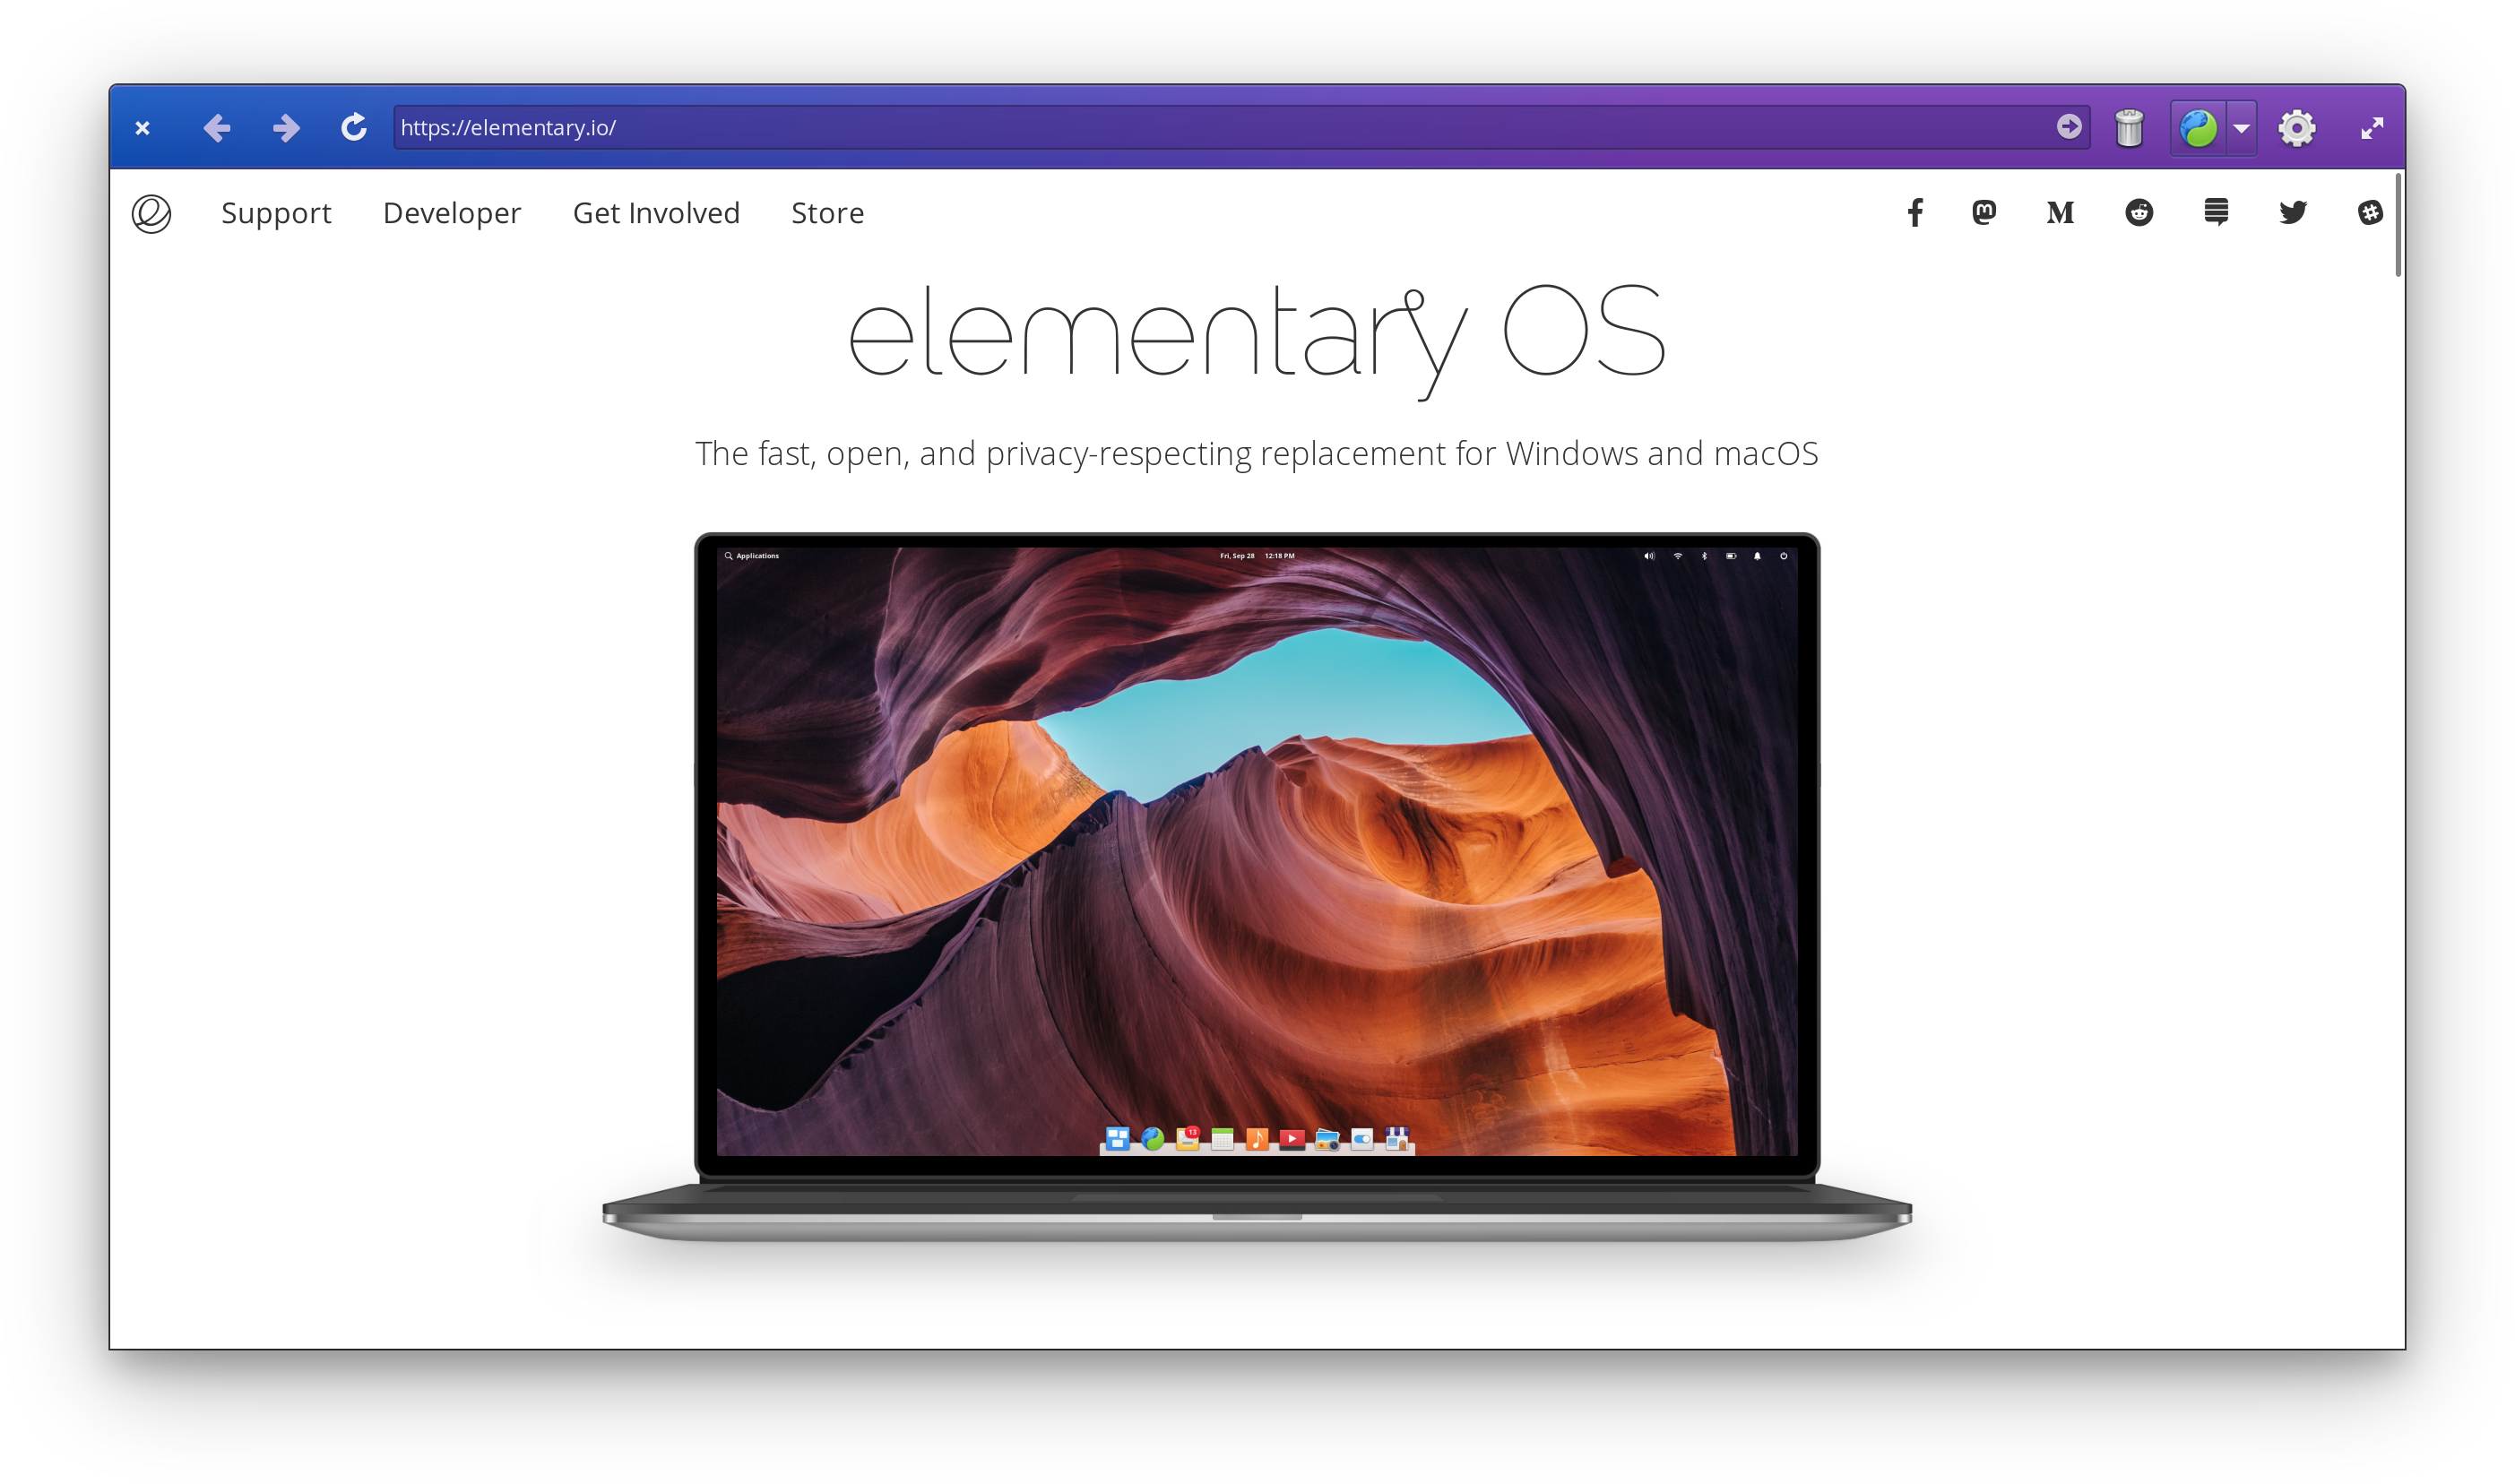 https://elementary.io/
Support Developer Get Involved Store
elementary OS
The fast, open, and privacy-respecting replacement for Windows and macOS
Applications Fri, Sep 28 12:18 PM
13